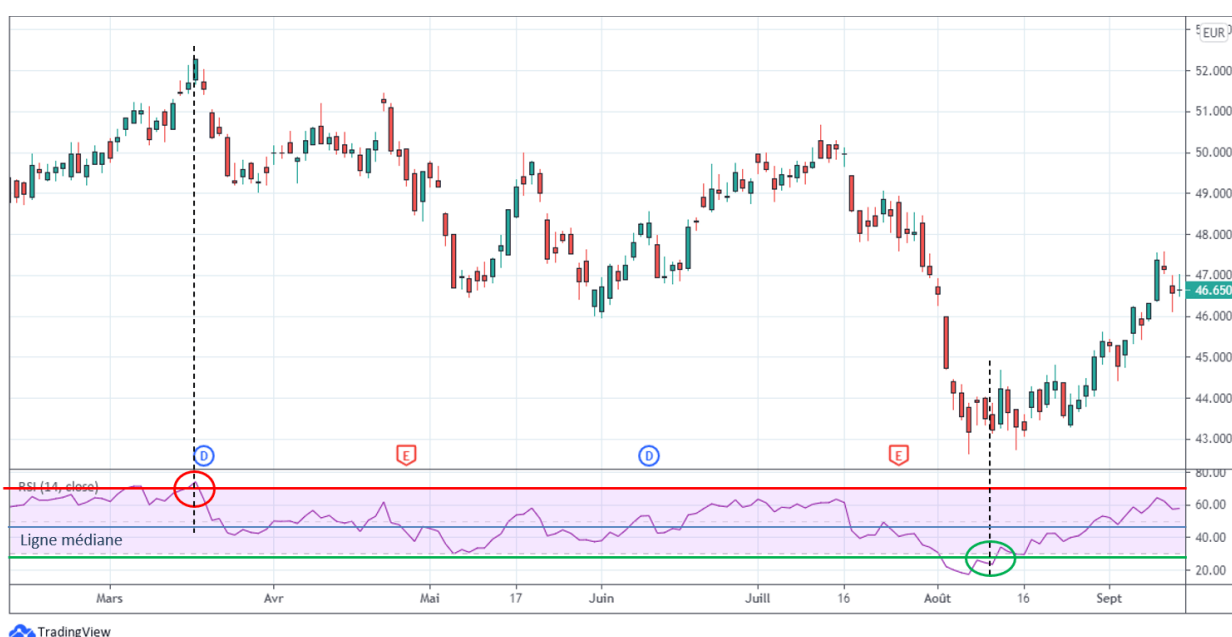 EUR
52.000
51.000
50.000
49.000
48.000
47.000
46.650
46.000
45.000
44.000
43.000
D
E
D
E
80.00
RSI (14, close)
60.00
Ligne médiane
40.00
20.00
Mars Avr Mai 17 Juin Juill 16 Août 16 Sept
TradingView